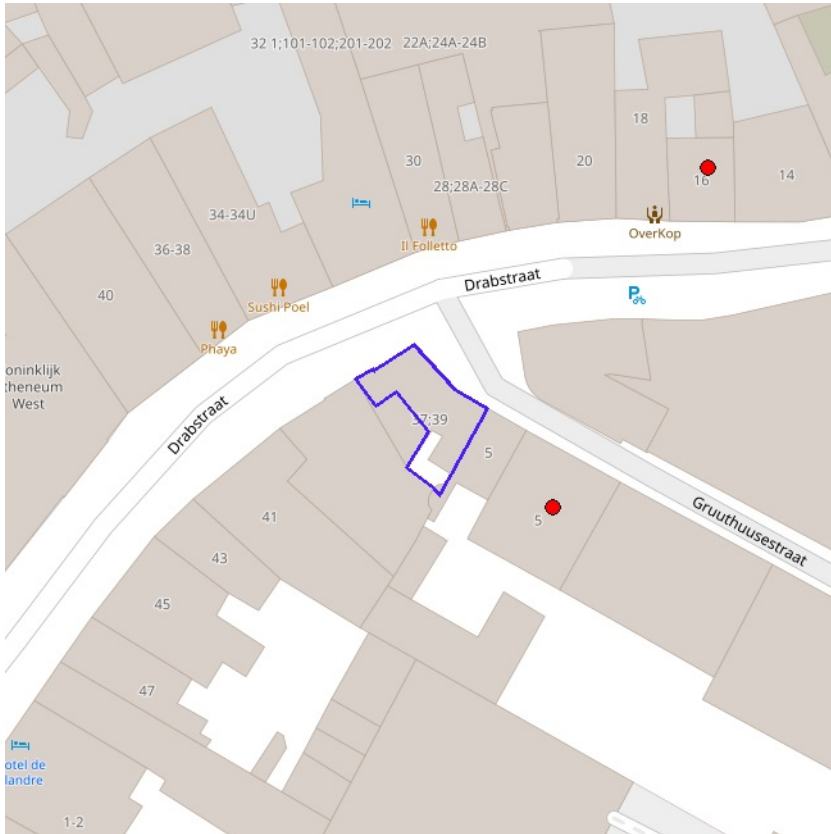 32 1;101-102;201-202
22A;24A-24B
18
30
20
16
14
28;28A-28C
34-34U
OverKop
Il Folletto
36-38
Drabstraat
40
Sushi Poel
Phaya
oninklijk
theneum
West
Drabstraat
37;39
5
Gruuthuusestraat
41
5
43
45
47
otel de
landre
1-2